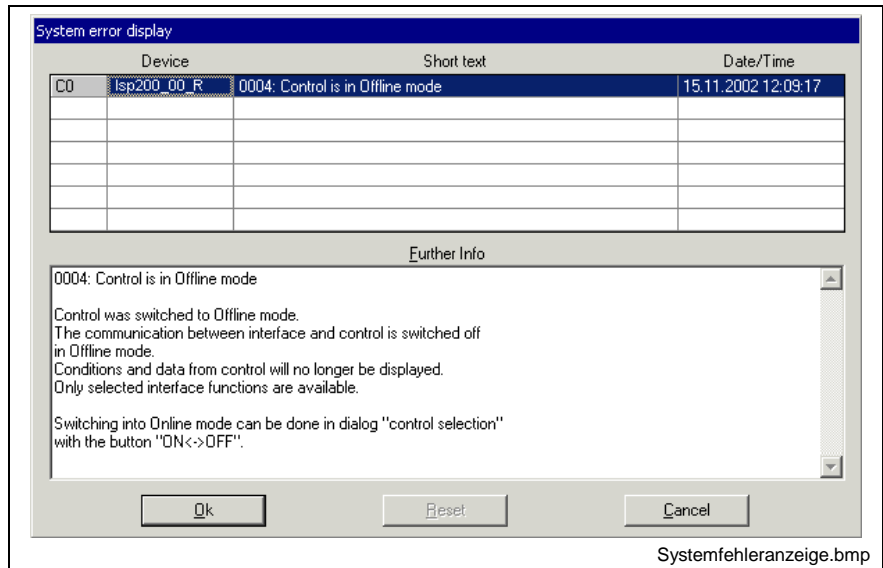 System error display
Device Short text Date/Time
C0 Isp200_00_R 0004: Control is in Offline mode 15.11.2002 12:09:17
Further Info
0004: Control is in Offline mode
Control was switched to Offline mode.
The communication between interface and control is switched off
in Offline mode.
Conditions and data from control will no longer be displayed.
Only selected interface functions are available.
Switching into Online mode can be done in dialog "control selection"
with the button "ON<->OFF".
Ok Reset Cancel
Systemfehleranzeige.bmp